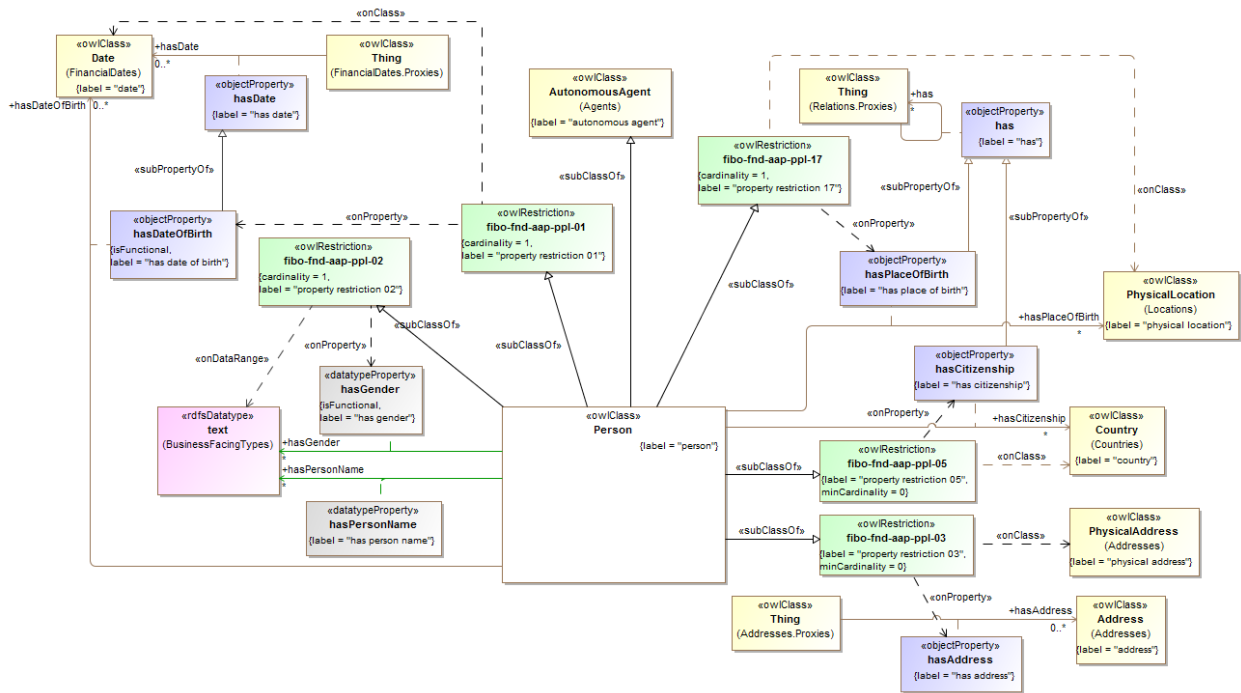 «onClass»
«owlClass»
Date
(FinancialDates)
{label = "date"}
+hasDate
0..*
«owlClass»
Thing
(FinancialDates.Proxies)
+hasDateOfBirth
0..*
«objectProperty»
hasDate
{label = "has date"}
«owlClass»
AutonomousAgent
(Agents)
{label = "autonomous agent"}
«owlClass»
Thing
(Relations.Proxies)
+has
*
«objectProperty»
has
{label = "has"}
«subPropertyOf»
«subClassOf»
«owlRestriction»
fibo-fnd-aap-ppl-17
{cardinality = 1,
label = "property restriction 17"}
«subPropertyOf»
«onClass»
«subPropertyOf»
«objectProperty»
hasDateOfBirth
{isFunctional,
label = "has date of birth"}
«onProperty»
«owlRestriction»
fibo-fnd-aap-ppl-01
{cardinality = 1,
label = "property restriction 01"}
«onProperty»
«owlRestriction»
fibo-fnd-aap-ppl-02
{cardinality = 1,
label = "property restriction 02"}
«objectProperty»
hasPlaceOfBirth
{label = "has place of birth"}
«subClassOf»
«owlClass»
PhysicalLocation
(Locations)
{label = "physical location"}
+hasPlaceOfBirth
*
«subClassOf»
«subClassOf»
«onDataRange»
«onProperty»
«objectProperty»
hasCitizenship
{label = "has citizenship"}
«datatypeProperty»
hasGender
{isFunctional,
label = "has gender"}
«rdfsDatatype»
text
(BusinessFacingTypes)
+hasGender
*
+hasPersonName
*
«owlClass»
Person
{label = "person"}
«onProperty»
+hasCitizenship
*
«owlClass»
Country
(Countries)
{label = "country"}
«subClassOf»
«owlRestriction»
fibo-fnd-aap-ppl-05
{label = "property restriction 05",
minCardinality = 0}
«onClass»
«datatypeProperty»
hasPersonName
{label = "has person name"}
«subClassOf»
«owlRestriction»
fibo-fnd-aap-ppl-03
{label = "property restriction 03",
minCardinality = 0}
«onClass»
«owlClass»
PhysicalAddress
(Addresses)
{label = "physical address"}
«onProperty»
«owlClass»
Thing
(Addresses.Proxies)
+hasAddress
0..*
«owlClass»
Address
(Addresses)
{label = "address"}
«objectProperty»
hasAddress
{label = "has address"}